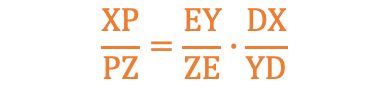 XP/PZ = EY/ZE · DX/YD